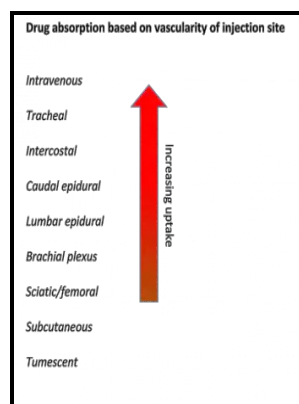 Drug absorption based on vascularity of injection site
Intravenous
Tracheal
Intercostal
Caudal epidural
Lumbar epidural
Brachial plexus
Sciatic/femoral
Subcutaneous
Tumescent
Increasing uptake